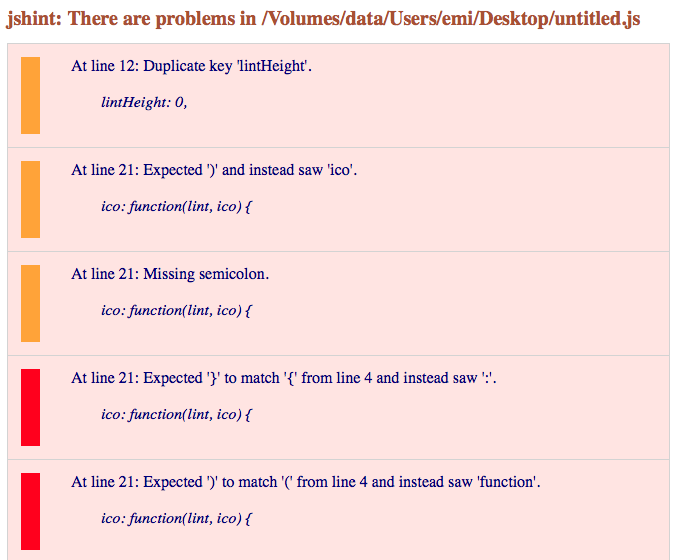 jshint: There are problems in /Volumes/data/Users/emi/Desktop/untitled.js
At line 12: Duplicate key 'lintHeight'.
lintHeight: 0,
At line 21: Expected ')' and instead saw 'ico'.
ico: function(lint, ico) {
At line 21: Missing semicolon.
ico: function(lint, ico) {
At line 21: Expected '}' to match '{' from line 4 and instead saw ':'.
ico: function(lint, ico) {
At line 21: Expected ')' to match '(' from line 4 and instead saw 'function'.
ico: function(lint, ico) {